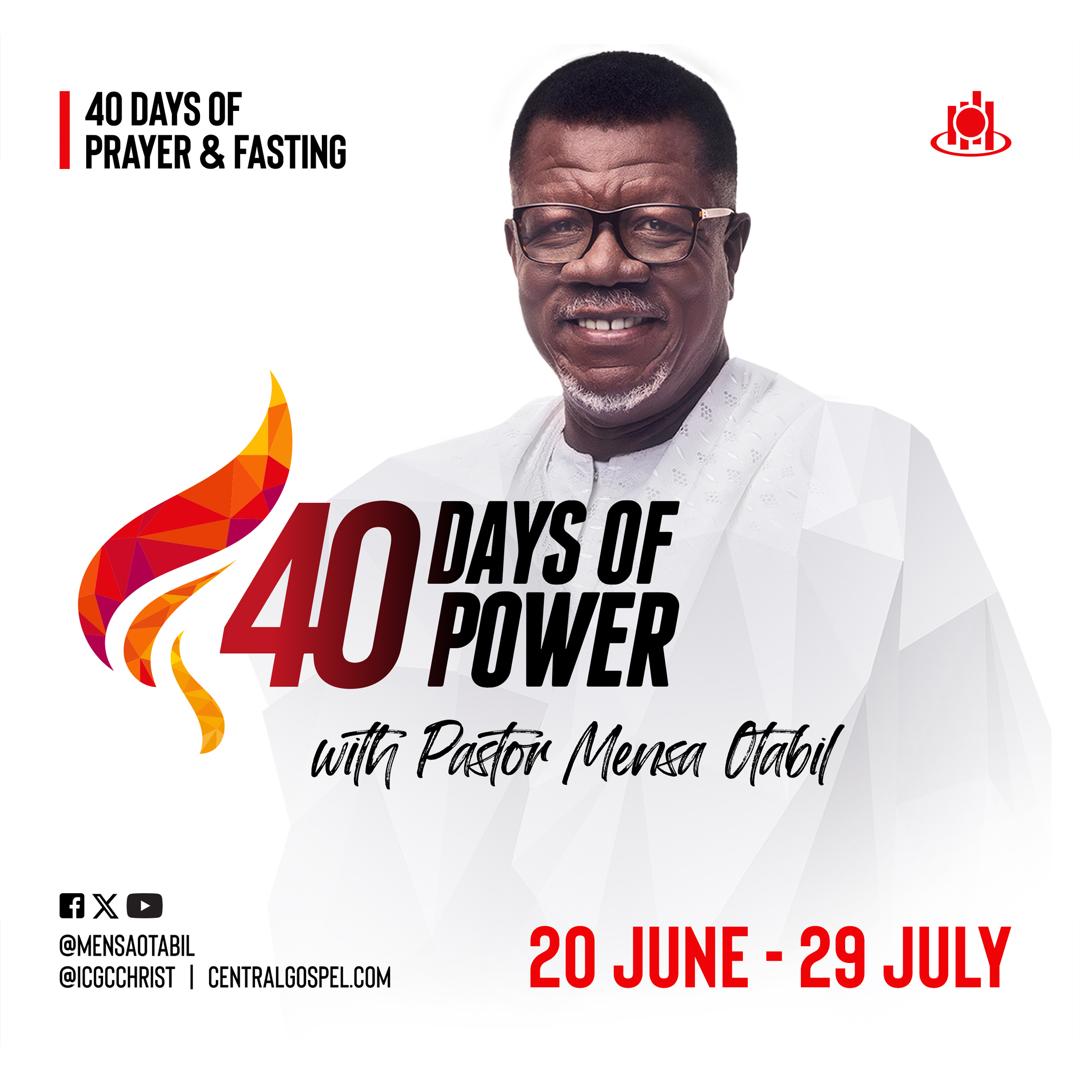 40 DAYS OF
PRAYER & FASTING
40 DAYS OF
POWER
with Pastor Mensa Otabil
@MENSAOTABIL
@ICGCCHRIST | CENTRALGOSPEL.COM
20 JUNE - 29 JULY